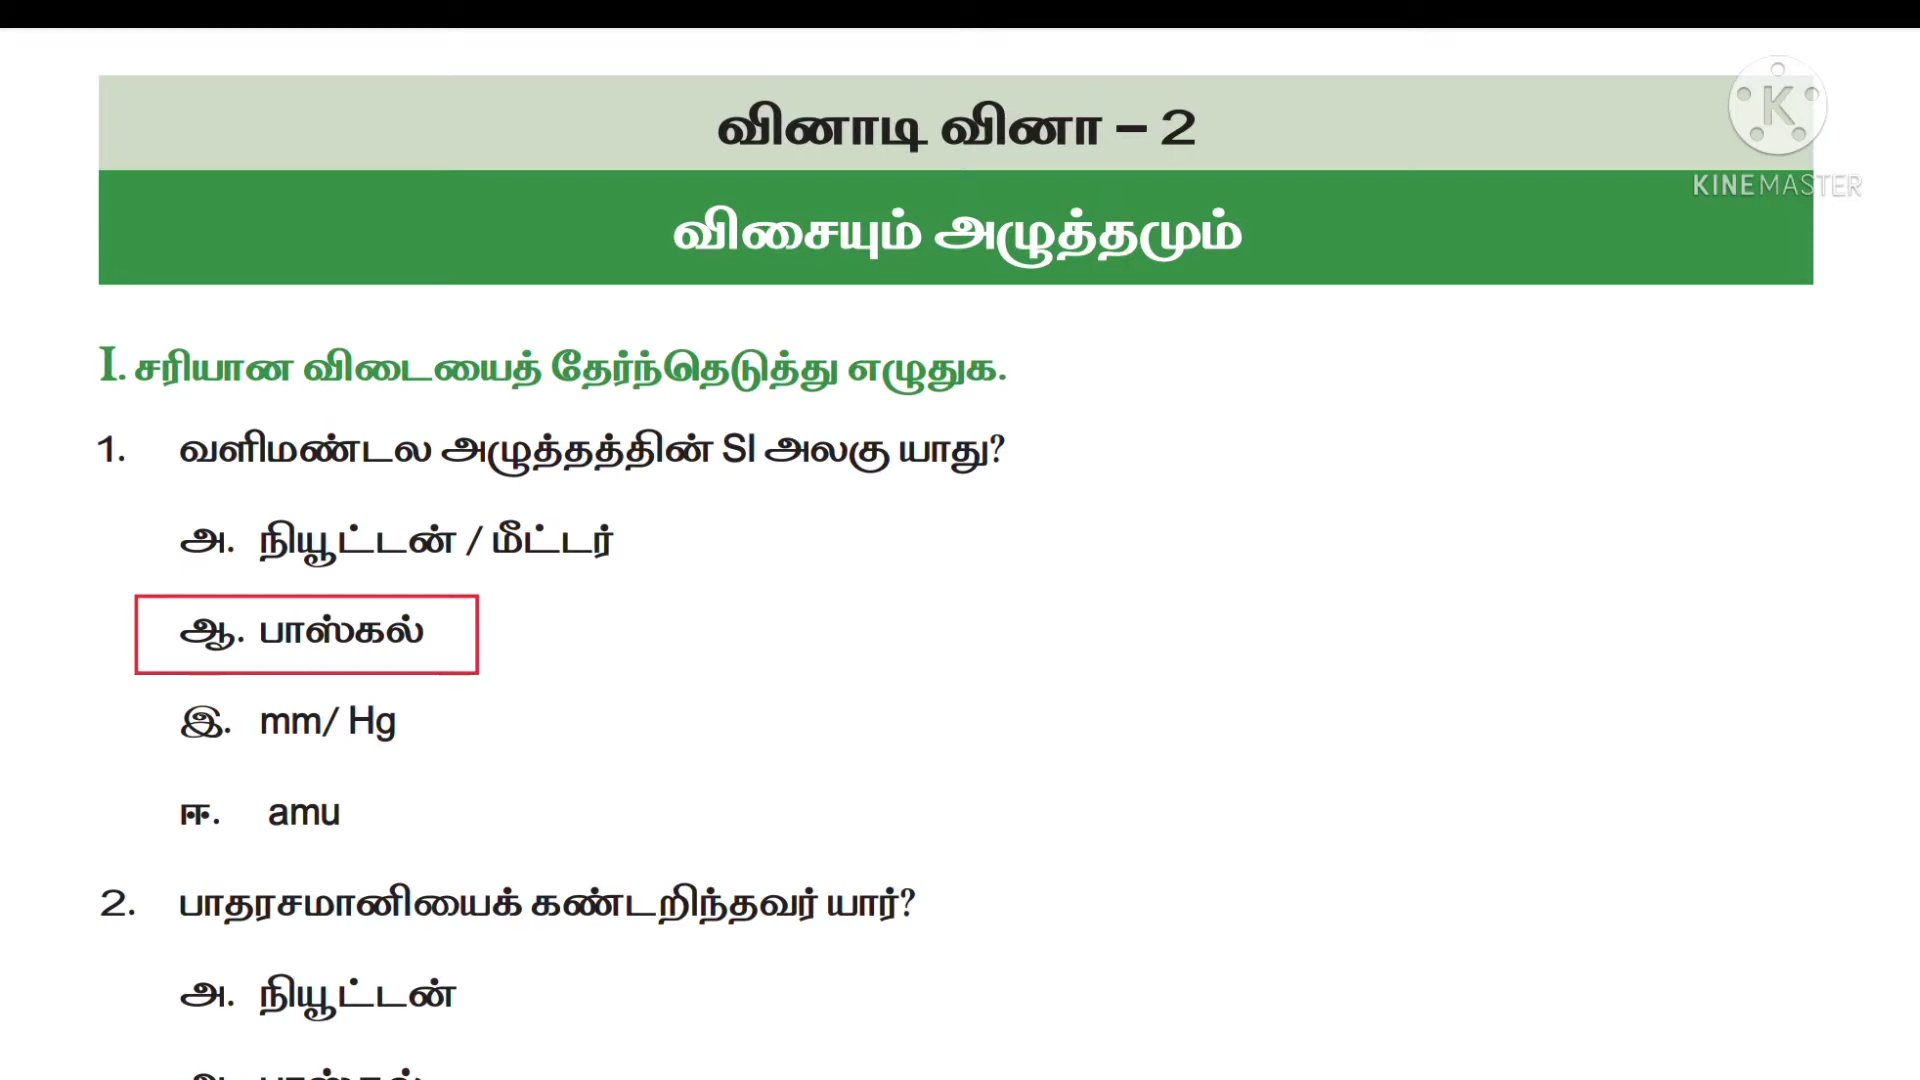 வினாடி வினா – 2
K
KINEMASTER
விசையும் அழுத்தமும்
I. சரியான விடையைத் தேர்ந்தெடுத்து எழுதுக.
1. வளிமண்டல அழுத்தத்தின் SI அலகு யாது?
அ. நியூட்டன் / மீட்டர்
ஆ. பாஸ்கல்
இ. mm/ Hg
ஈ. amu
2. பாதரசமானியைக் கண்டறிந்தவர் யார்?
அ. நியூட்டன்